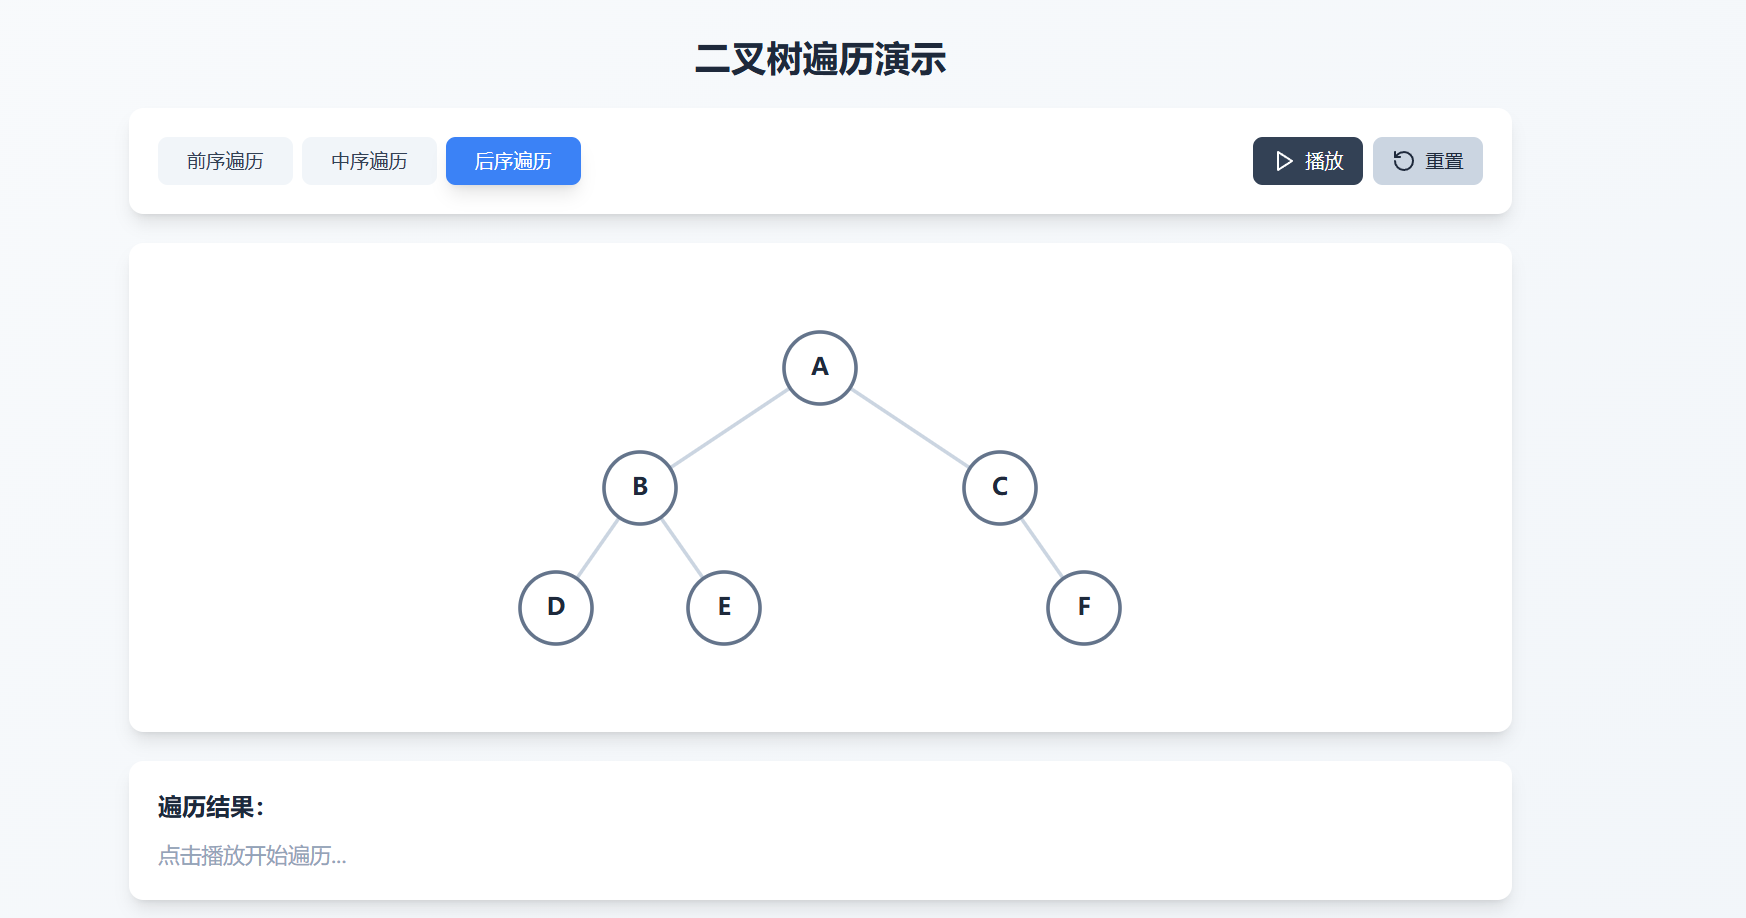 二叉树遍历演示
前序遍历 中序遍历 后序遍历 播放 重置
A
B C
D E F
遍历结果：
点击播放开始遍历...